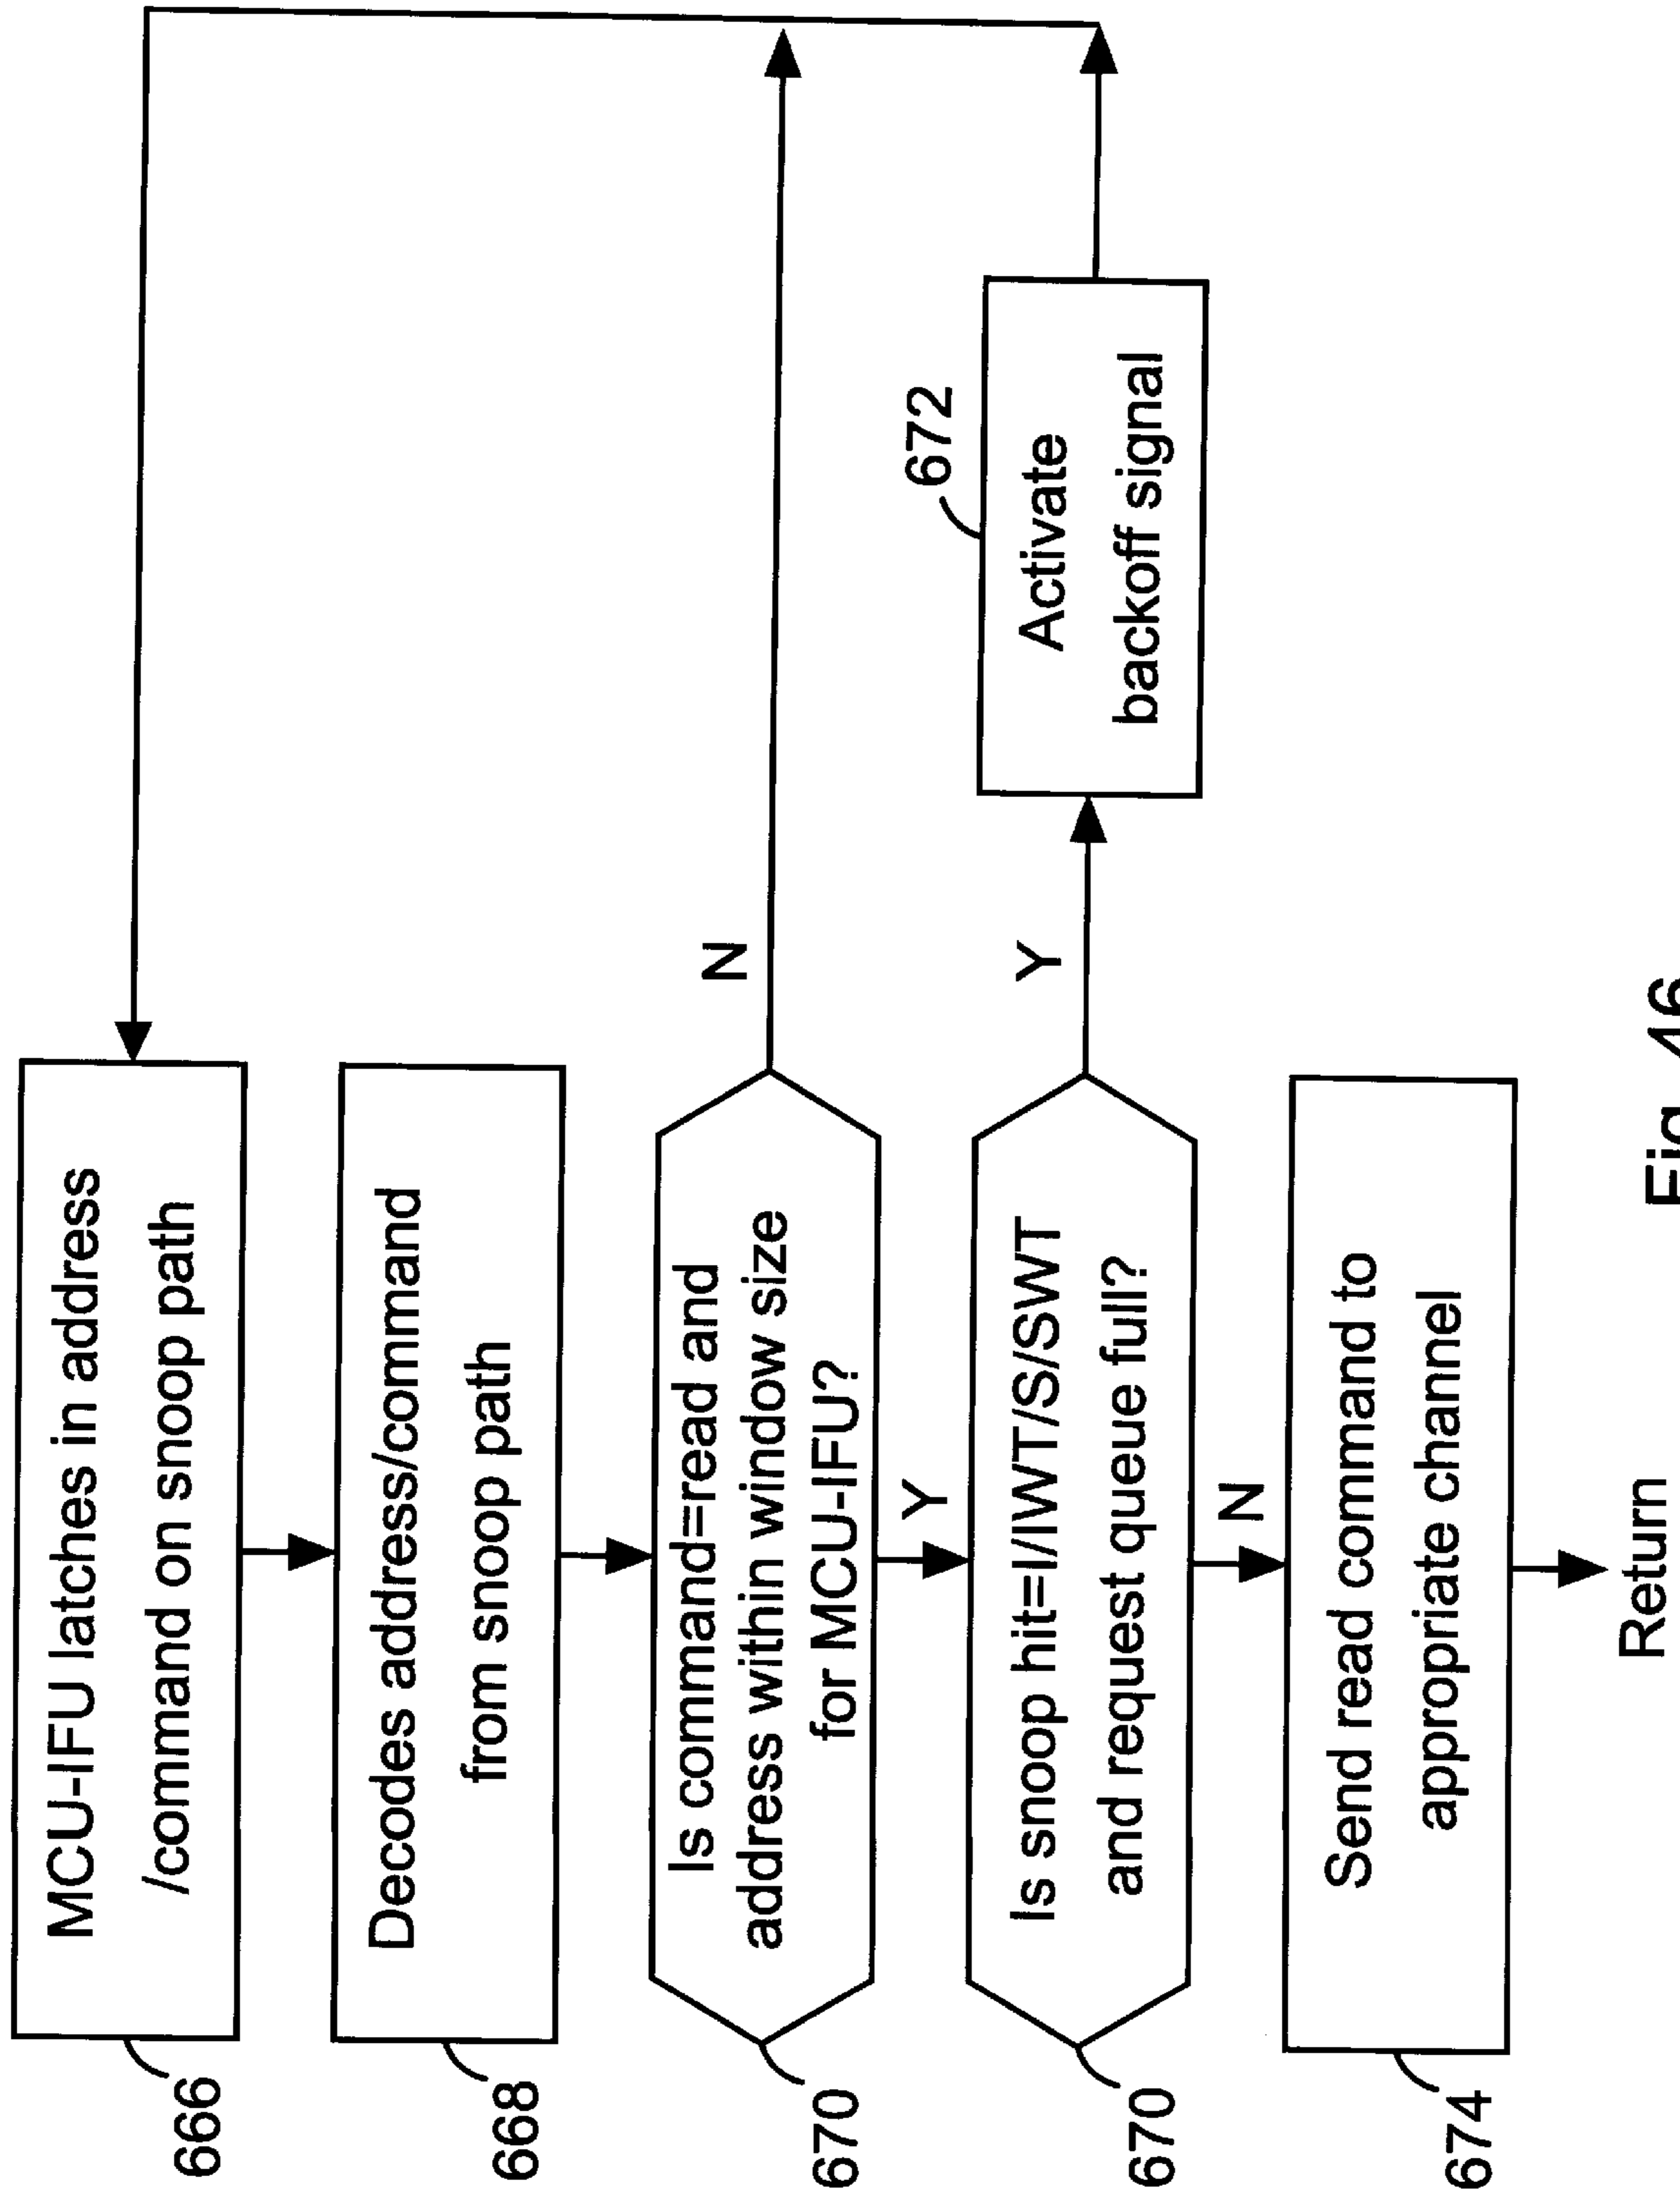 666
MCU-IFU latches in address
/command on snoop path
668
Decodes address/command
from snoop path
670
Is command=read and
address within window size
for MCU-IFU?
N
Y
670
Is snoop hit=I/IWT/S/SWT
and request queue full?
Y
672
Activate
backoff signal
N
674
Send read command to
appropriate channel
Return
Fig. 46